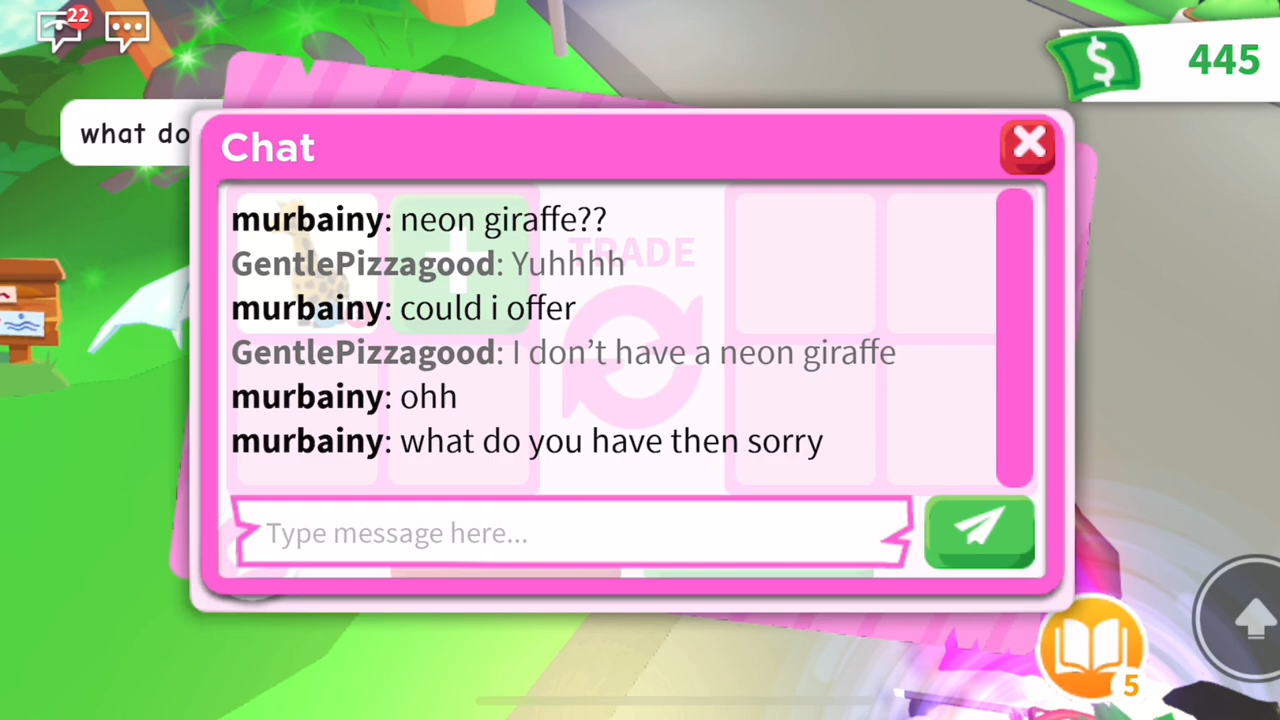 22
445
what do
Chat
murbainy: neon giraffe??
TRADE
GentlePizzagood: Yuhhhh
murbainy: could i offer
GentlePizzagood: I don’t have a neon giraffe
murbainy: ohh
murbainy: what do you have then sorry
Type message here...
5